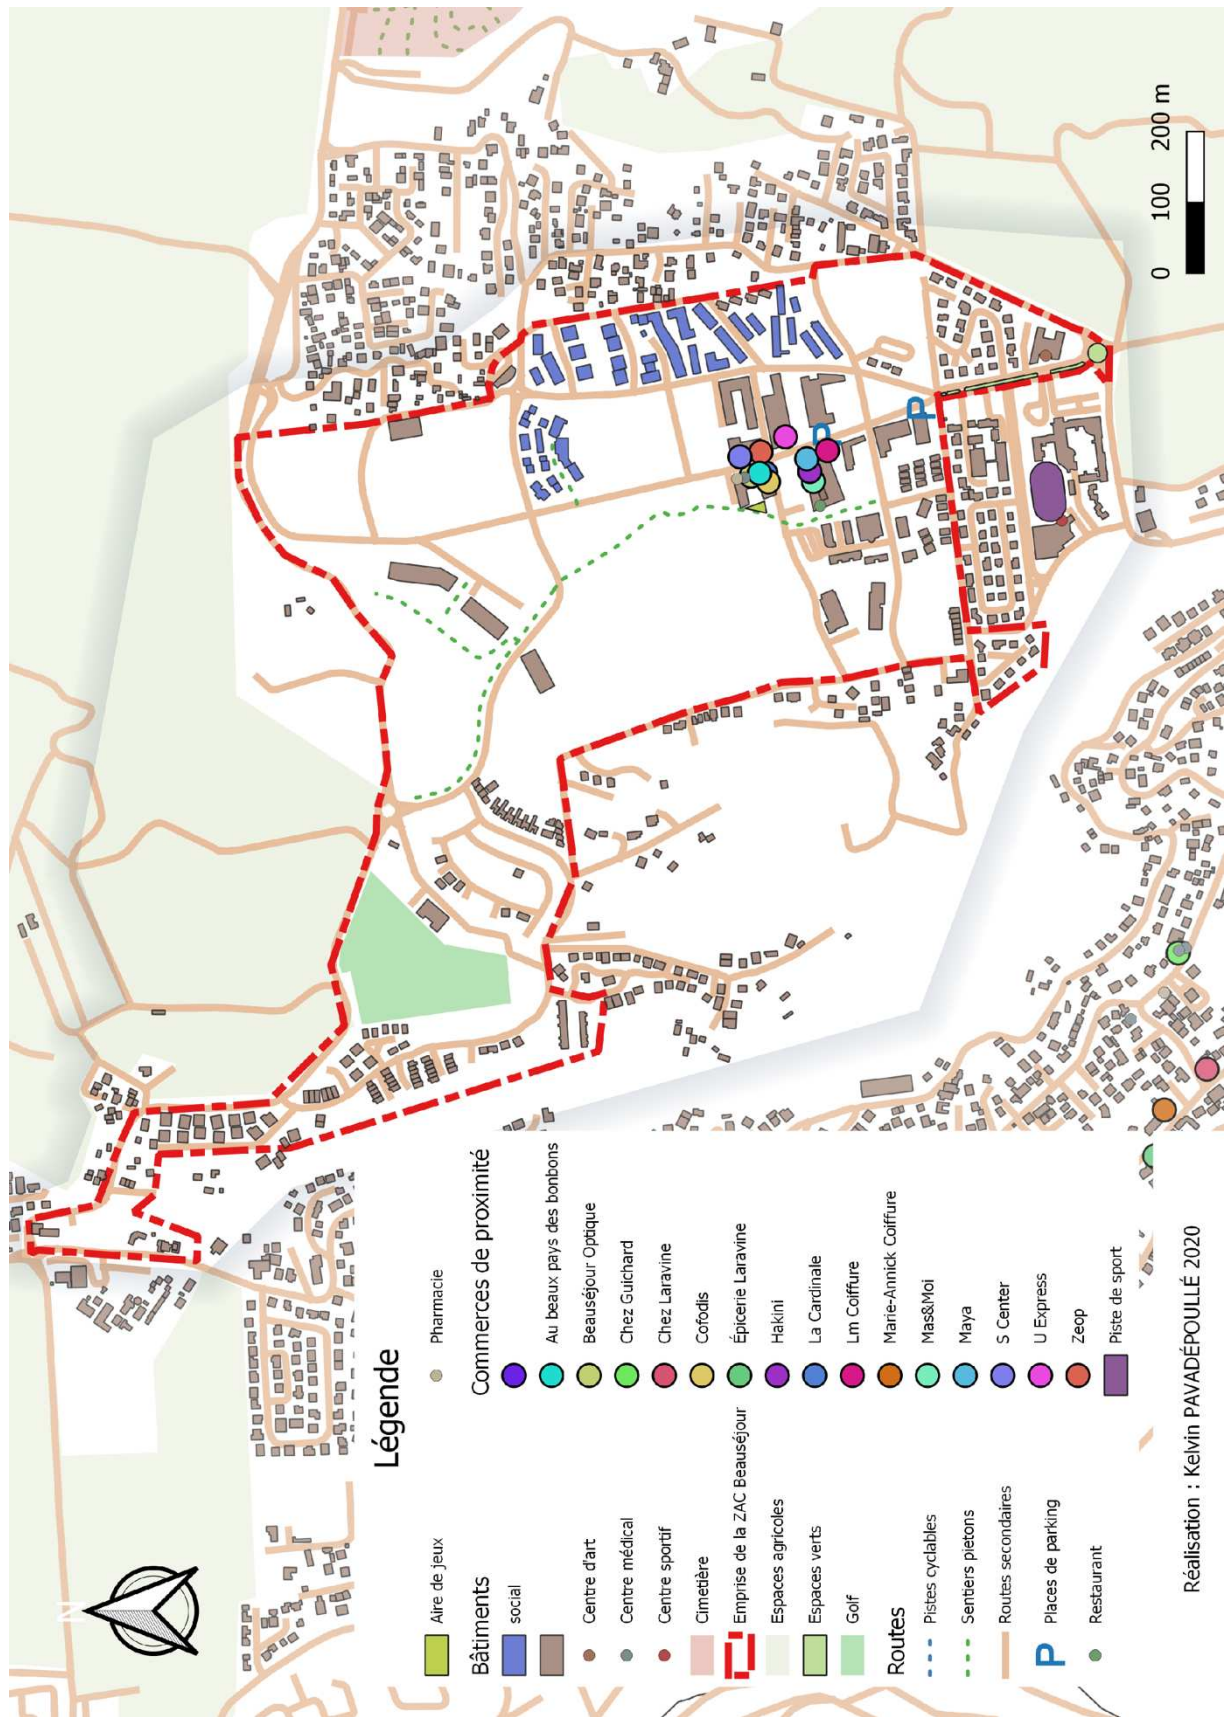 N
P
P
0 100 200 m
Légende
Aire de jeux
Bâtiments
social
Centre d'art
Centre médical
Centre sportif
Cimetière
Emprise de la ZAC Beauséjour
Espaces agricoles
Espaces verts
Golf
Routes
Pistes cyclables
Sentiers pietons
Routes secondaires
P Places de parking
Restaurant
Pharmacie
Commerces de proximité
Au beaux pays des bonbons
Beauséjour Optique
Chez Guichard
Chez Laravine
Cofodis
Épicerie Laravine
Hakini
La Cardinale
Lm Coiffure
Marie-Annick Coiffure
Mas&Moi
Maya
S Center
U Express
Zeop
Piste de sport
Réalisation : Kelvin PAVADÉPOULLÉ 2020